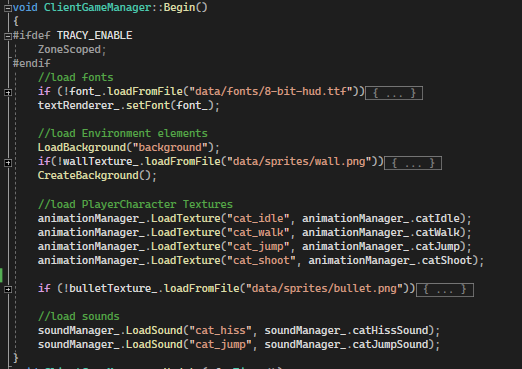 void ClientGameManager::Begin()
{
#ifdef TRACY_ENABLE
    ZoneScoped;
#endif
    //load fonts
    if (!font_.loadFromFile("data/fonts/8-bit-hud.ttf")) { ... }
    textRenderer_.setFont(font_);

    //load Environment elements
    LoadBackground("background");
    if(!wallTexture_.loadFromFile("data/sprites/wall.png")) { ... }
    CreateBackground();

    //load PlayerCharacter Textures
    animationManager_.LoadTexture("cat_idle", animationManager_.catIdle);
    animationManager_.LoadTexture("cat_walk", animationManager_.catWalk);
    animationManager_.LoadTexture("cat_jump", animationManager_.catJump);
    animationManager_.LoadTexture("cat_shoot", animationManager_.catShoot);

    if (!bulletTexture_.loadFromFile("data/sprites/bullet.png")) { ... }

    //load sounds
    soundManager_.LoadSound("cat_hiss", soundManager_.catHissSound);
    soundManager_.LoadSound("cat_jump", soundManager_.catJumpSound);
}